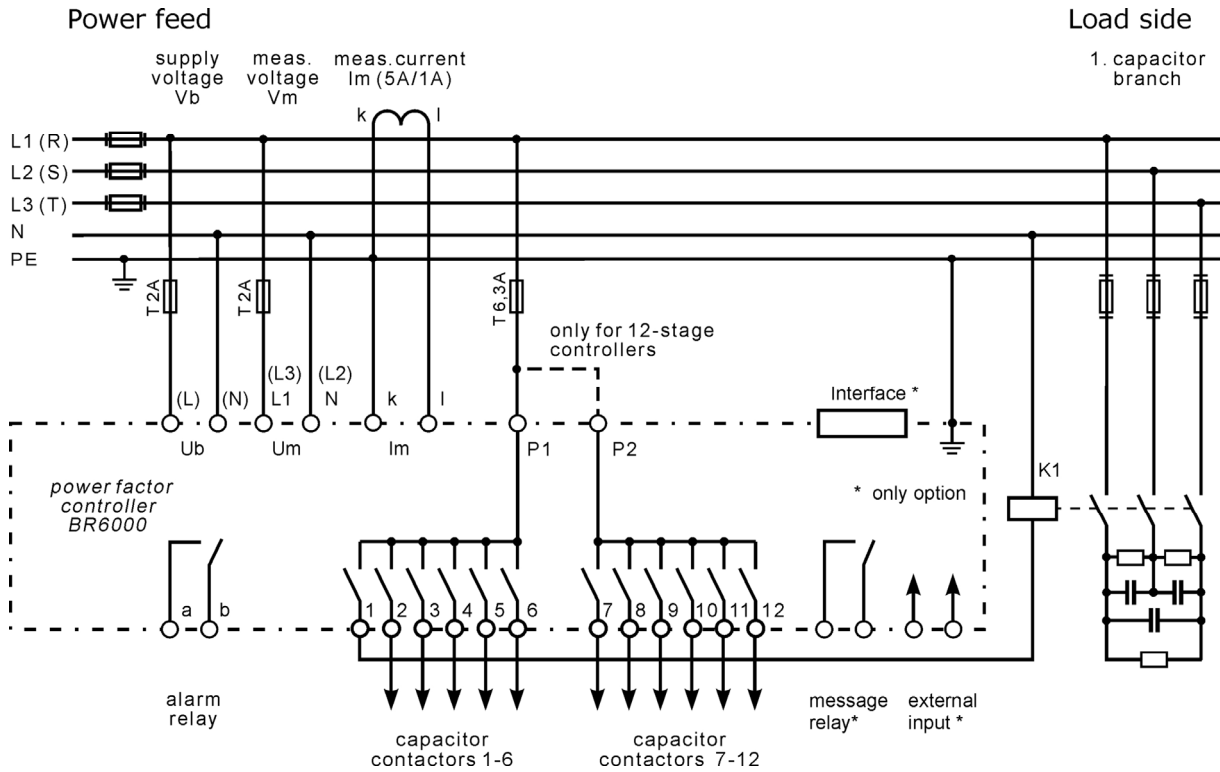 Power feed
Load side
supply
voltage
Vb
meas.
voltage
Vm
meas.current
Im (5A/1A)
1. capacitor
branch
k
l
L1 (R)
L2 (S)
L3 (T)
N
PE
T2A
T2A
T6,3A
only for 12-stage
controllers
(L)
(N)
(L3)
L1
(L2)
N
k
l
Interface *
Ub
Um
Im
P1
P2
K1
power factor
controller
BR6000
* only option
a
b
1
2
3
4
5
6
7
8
9
10
11
12
alarm
relay
capacitor
contactors 1-6
capacitor
contactors 7-12
message
relay*
external
input *